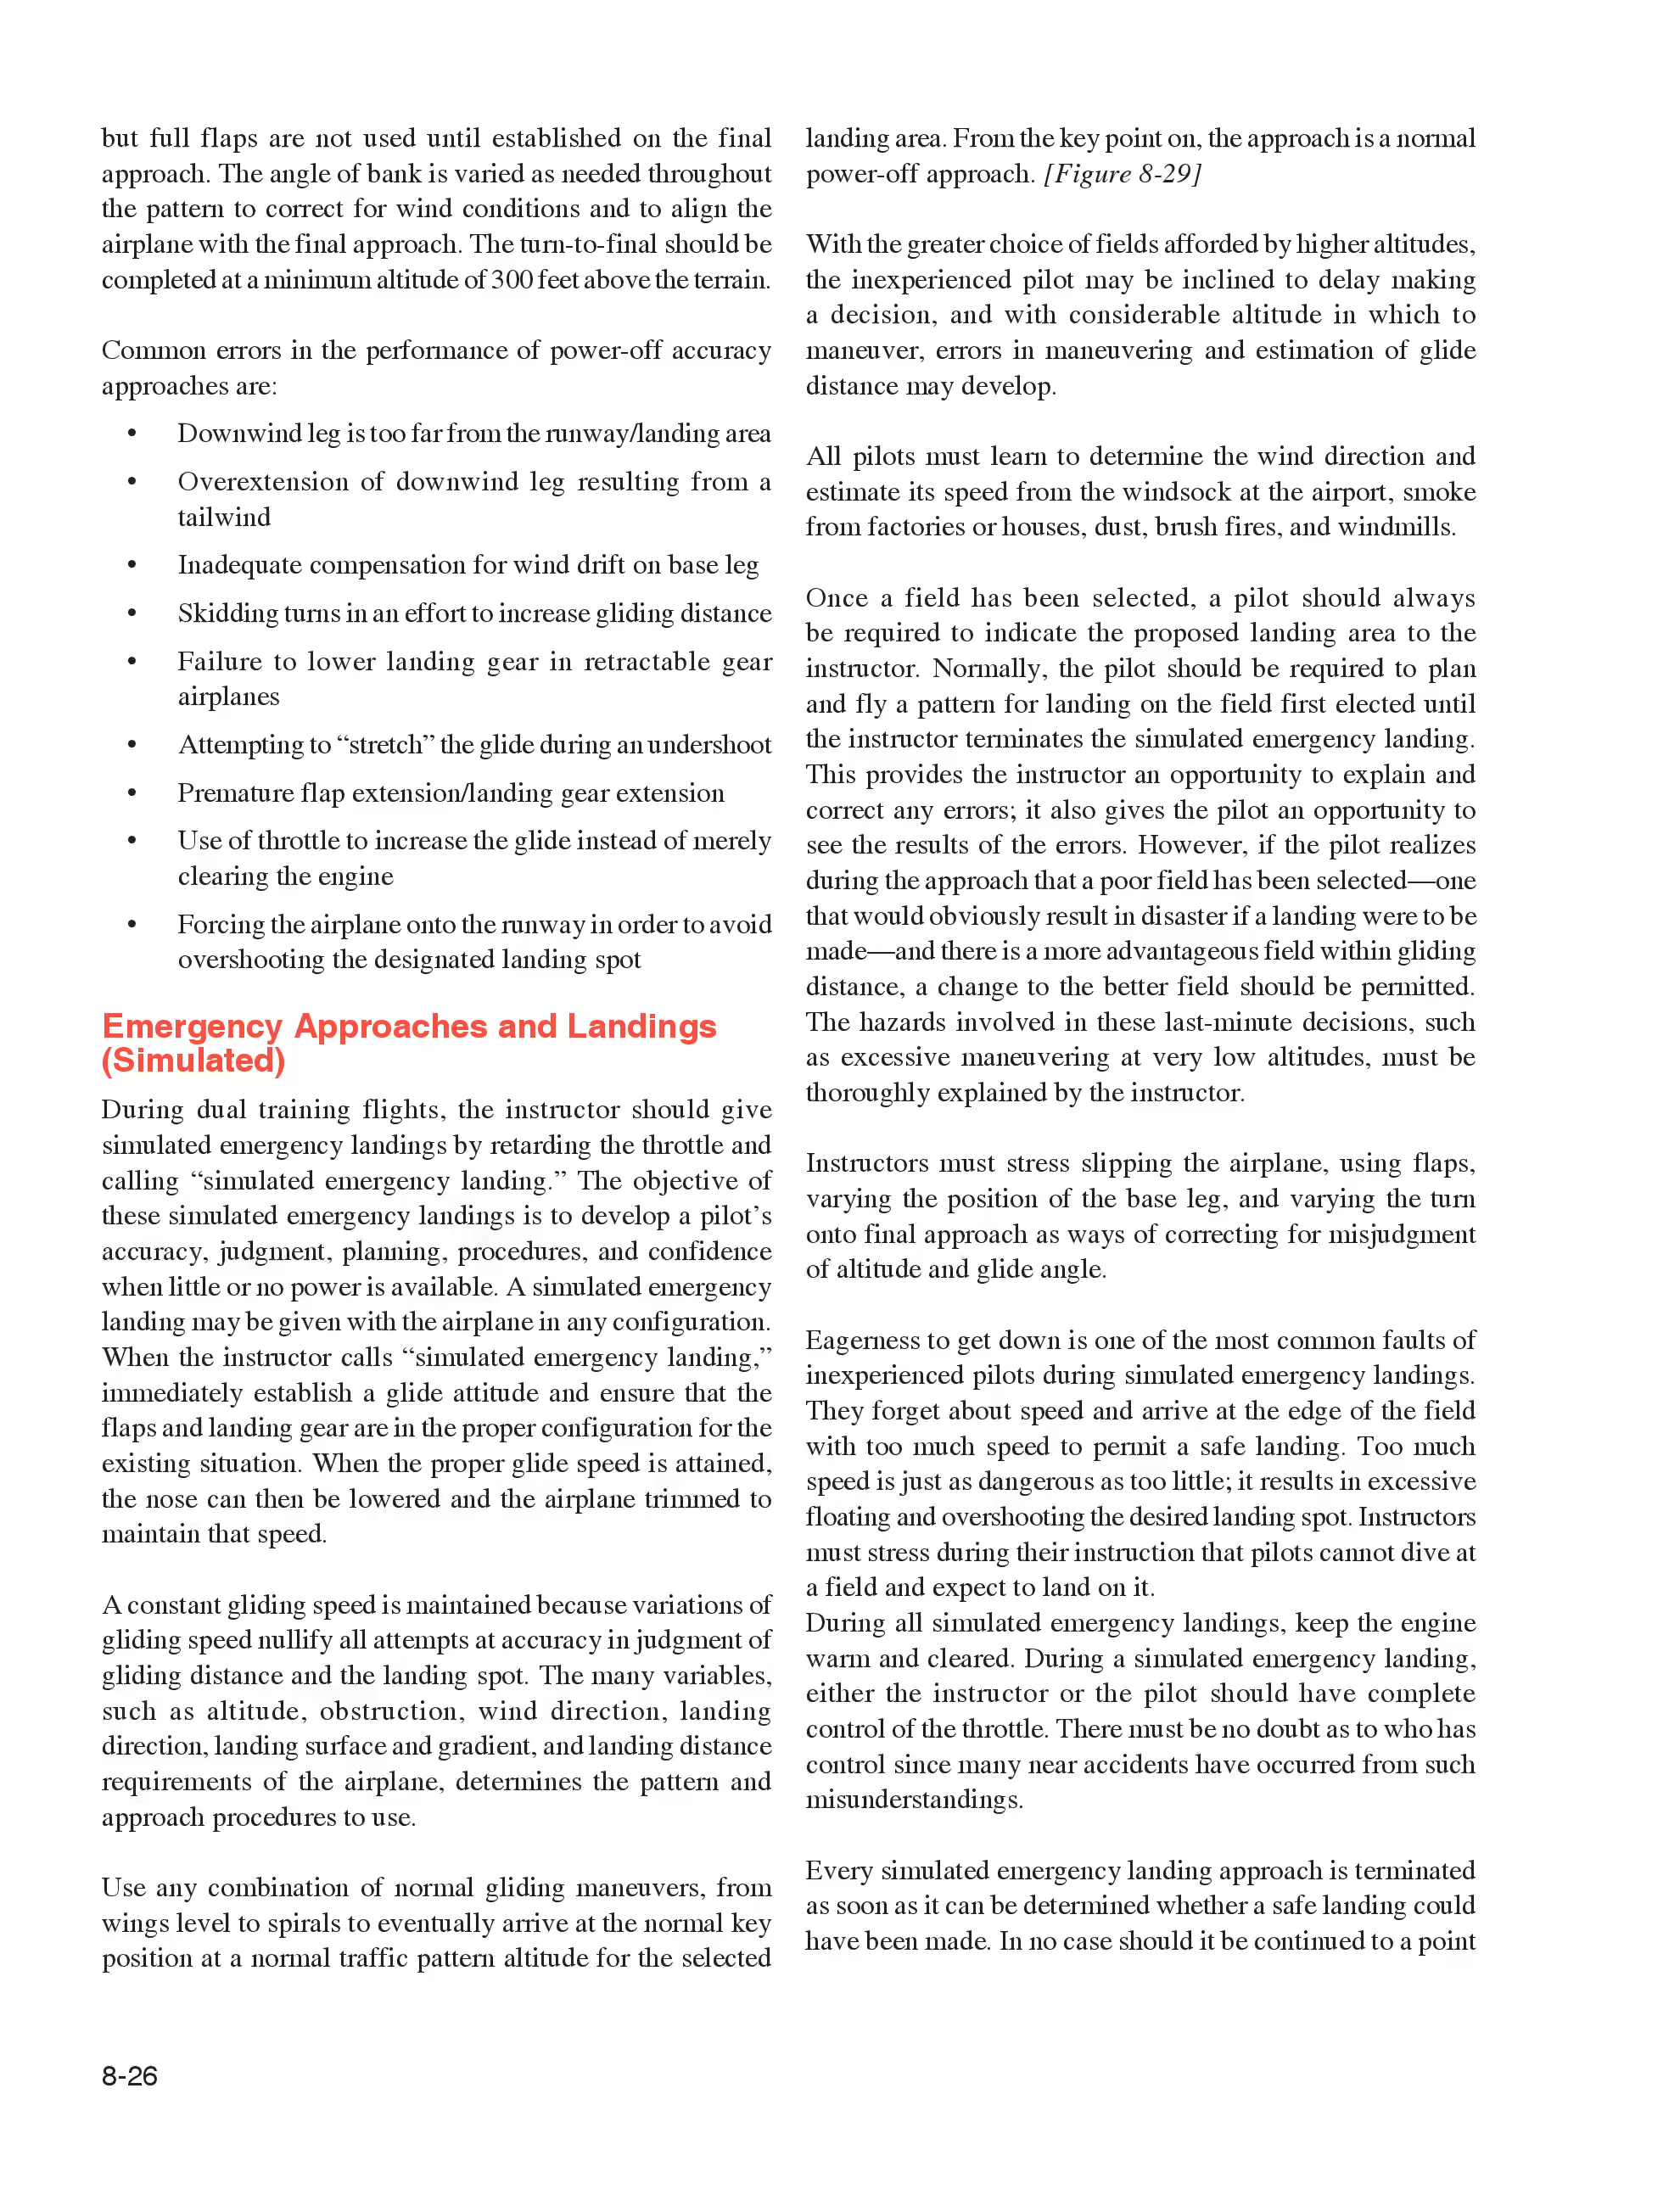 but full flaps are not used until established on the final
approach. The angle of bank is varied as needed throughout
the pattern to correct for wind conditions and to align the
airplane with the final approach. The turn-to-final should be
completed at a minimum altitude of 300 feet above the terrain.
Common errors in the performance of power-off accuracy
approaches are:
• Downwind leg is too far from the runway/landing area
• Overextension of downwind leg resulting from a
tailwind
• Inadequate compensation for wind drift on base leg
• Skidding turns in an effort to increase gliding distance
• Failure to lower landing gear in retractable gear
airplanes
• Attempting to “stretch” the glide during an undershoot
• Premature flap extension/landing gear extension
• Use of throttle to increase the glide instead of merely
clearing the engine
• Forcing the airplane onto the runway in order to avoid
overshooting the designated landing spot
Emergency Approaches and Landings
(Simulated)
During dual training flights, the instructor should give
simulated emergency landings by retarding the throttle and
calling “simulated emergency landing.” The objective of
these simulated emergency landings is to develop a pilot’s
accuracy, judgment, planning, procedures, and confidence
when little or no power is available. A simulated emergency
landing may be given with the airplane in any configuration.
When the instructor calls “simulated emergency landing,”
immediately establish a glide attitude and ensure that the
flaps and landing gear are in the proper configuration for the
existing situation. When the proper glide speed is attained,
the nose can then be lowered and the airplane trimmed to
maintain that speed.
A constant gliding speed is maintained because variations of
gliding speed nullify all attempts at accuracy in judgment of
gliding distance and the landing spot. The many variables,
such as altitude, obstruction, wind direction, landing
direction, landing surface and gradient, and landing distance
requirements of the airplane, determines the pattern and
approach procedures to use.
Use any combination of normal gliding maneuvers, from
wings level to spirals to eventually arrive at the normal key
position at a normal traffic pattern altitude for the selected
landing area. From the key point on, the approach is a normal
power-off approach. [Figure 8-29]
With the greater choice of fields afforded by higher altitudes,
the inexperienced pilot may be inclined to delay making
a decision, and with considerable altitude in which to
maneuver, errors in maneuvering and estimation of glide
distance may develop.
All pilots must learn to determine the wind direction and
estimate its speed from the windsock at the airport, smoke
from factories or houses, dust, brush fires, and windmills.
Once a field has been selected, a pilot should always
be required to indicate the proposed landing area to the
instructor. Normally, the pilot should be required to plan
and fly a pattern for landing on the field first elected until
the instructor terminates the simulated emergency landing.
This provides the instructor an opportunity to explain and
correct any errors; it also gives the pilot an opportunity to
see the results of the errors. However, if the pilot realizes
during the approach that a poor field has been selected—one
that would obviously result in disaster if a landing were to be
made—and there is a more advantageous field within gliding
distance, a change to the better field should be permitted.
The hazards involved in these last-minute decisions, such
as excessive maneuvering at very low altitudes, must be
thoroughly explained by the instructor.
Instructors must stress slipping the airplane, using flaps,
varying the position of the base leg, and varying the turn
onto final approach as ways of correcting for misjudgment
of altitude and glide angle.
Eagerness to get down is one of the most common faults of
inexperienced pilots during simulated emergency landings.
They forget about speed and arrive at the edge of the field
with too much speed to permit a safe landing. Too much
speed is just as dangerous as too little; it results in excessive
floating and overshooting the desired landing spot. Instructors
must stress during their instruction that pilots cannot dive at
a field and expect to land on it.
During all simulated emergency landings, keep the engine
warm and cleared. During a simulated emergency landing,
either the instructor or the pilot should have complete
control of the throttle. There must be no doubt as to who has
control since many near accidents have occurred from such
misunderstandings.
Every simulated emergency landing approach is terminated
as soon as it can be determined whether a safe landing could
have been made. In no case should it be continued to a point
8-26